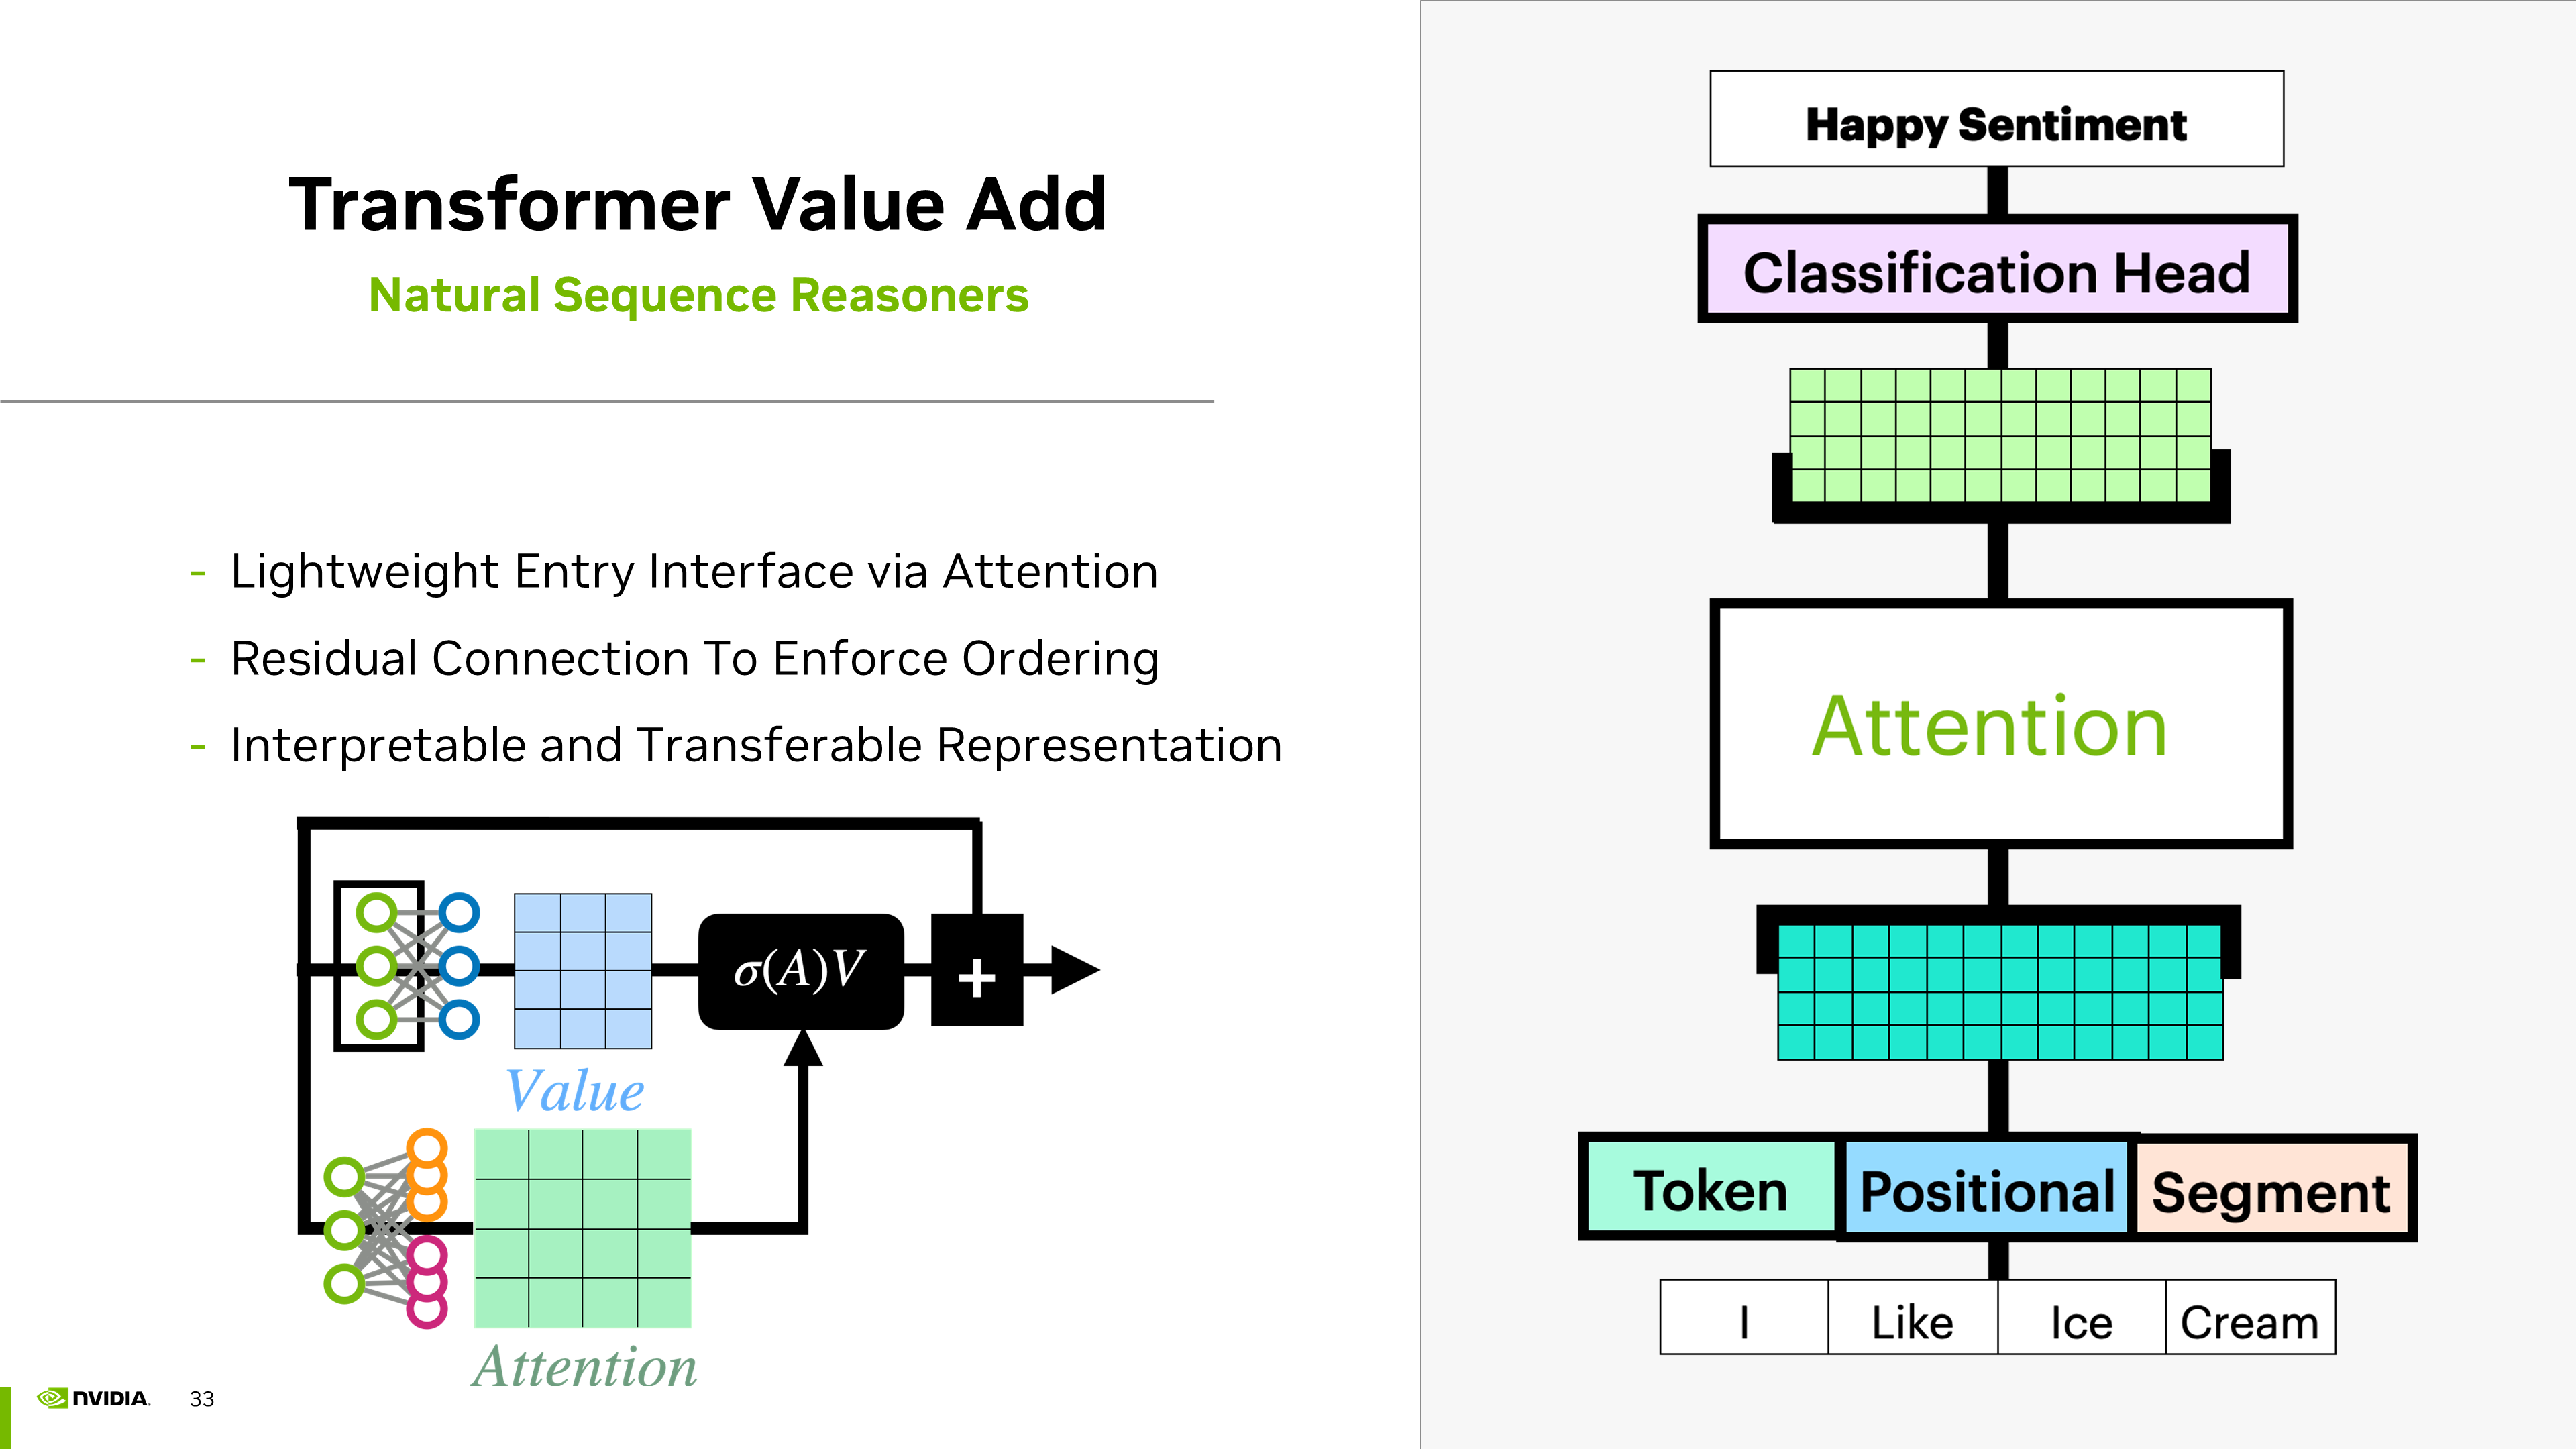 Transformer Value Add
Natural Sequence Reasoners
- Lightweight Entry Interface via Attention
- Residual Connection To Enforce Ordering
- Interpretable and Transferable Representation
σ(A)V
+
Value
Attention
NVIDIA.
33
Happy Sentiment
Classification Head
Attention
Token Positional Segment
I Like Ice Cream